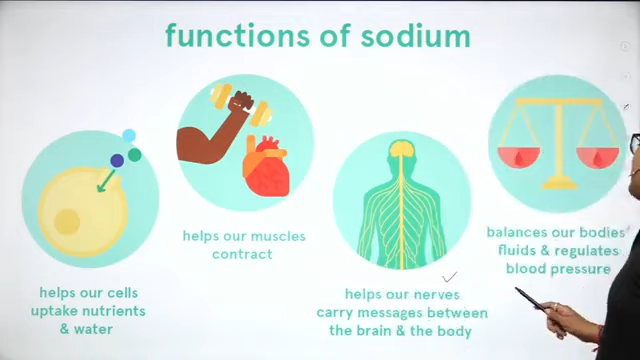 functions of sodium
helps our cells
uptake nutrients
& water
helps our muscles
contract
helps our nerves
carry messages between
the brain & the body
balances our bodies
fluids & regulates
blood pressure